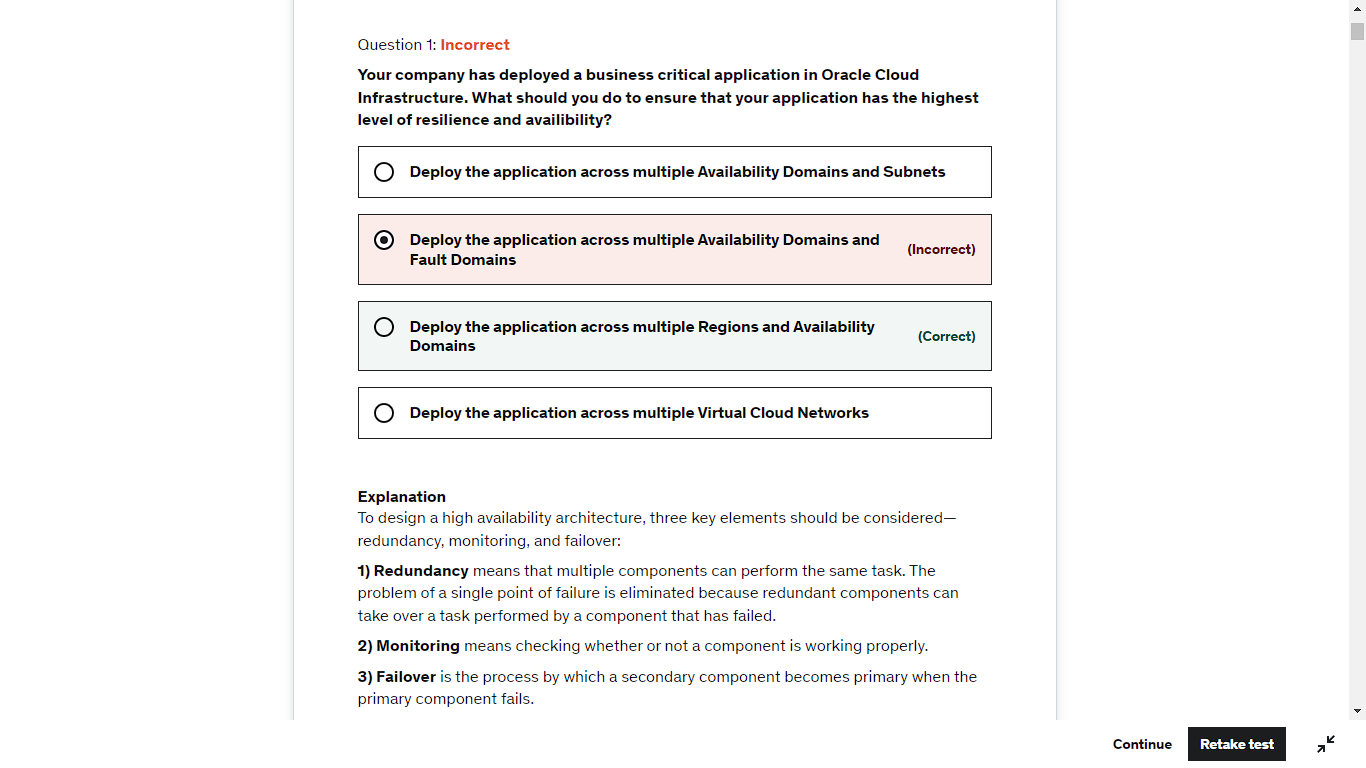 Question 1: Incorrect
Your company has deployed a business critical application in Oracle Cloud
Infrastructure. What should you do to ensure that your application has the highest
level of resilience and availibility?
Deploy the application across multiple Availability Domains and Subnets
Deploy the application across multiple Availability Domains and
Fault Domains
(Incorrect)
Deploy the application across multiple Regions and Availability
Domains
(Correct)
Deploy the application across multiple Virtual Cloud Networks
Explanation
To design a high availability architecture, three key elements should be considered—
redundancy, monitoring, and failover:
1) Redundancy means that multiple components can perform the same task. The
problem of a single point of failure is eliminated because redundant components can
take over a task performed by a component that has failed.
2) Monitoring means checking whether or not a component is working properly.
3) Failover is the process by which a secondary component becomes primary when the
primary component fails.
Continue
Retake test